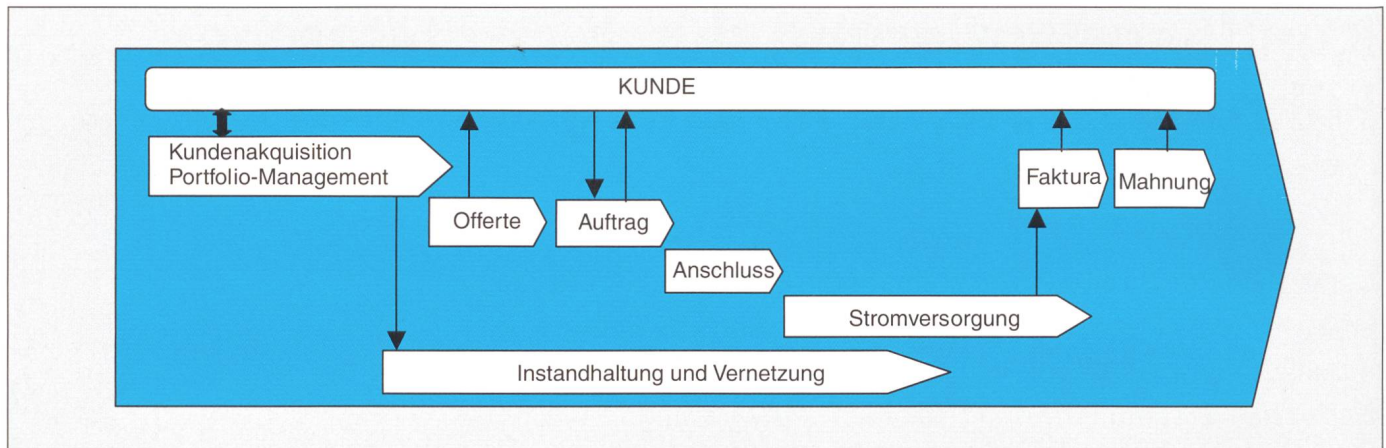 KUNDE
Kundenakquisition
Portfolio-Management
Offerte
Auftrag
Anschluss
Stromversorgung
Faktura
Mahnung
Instandhaltung und Vernetzung